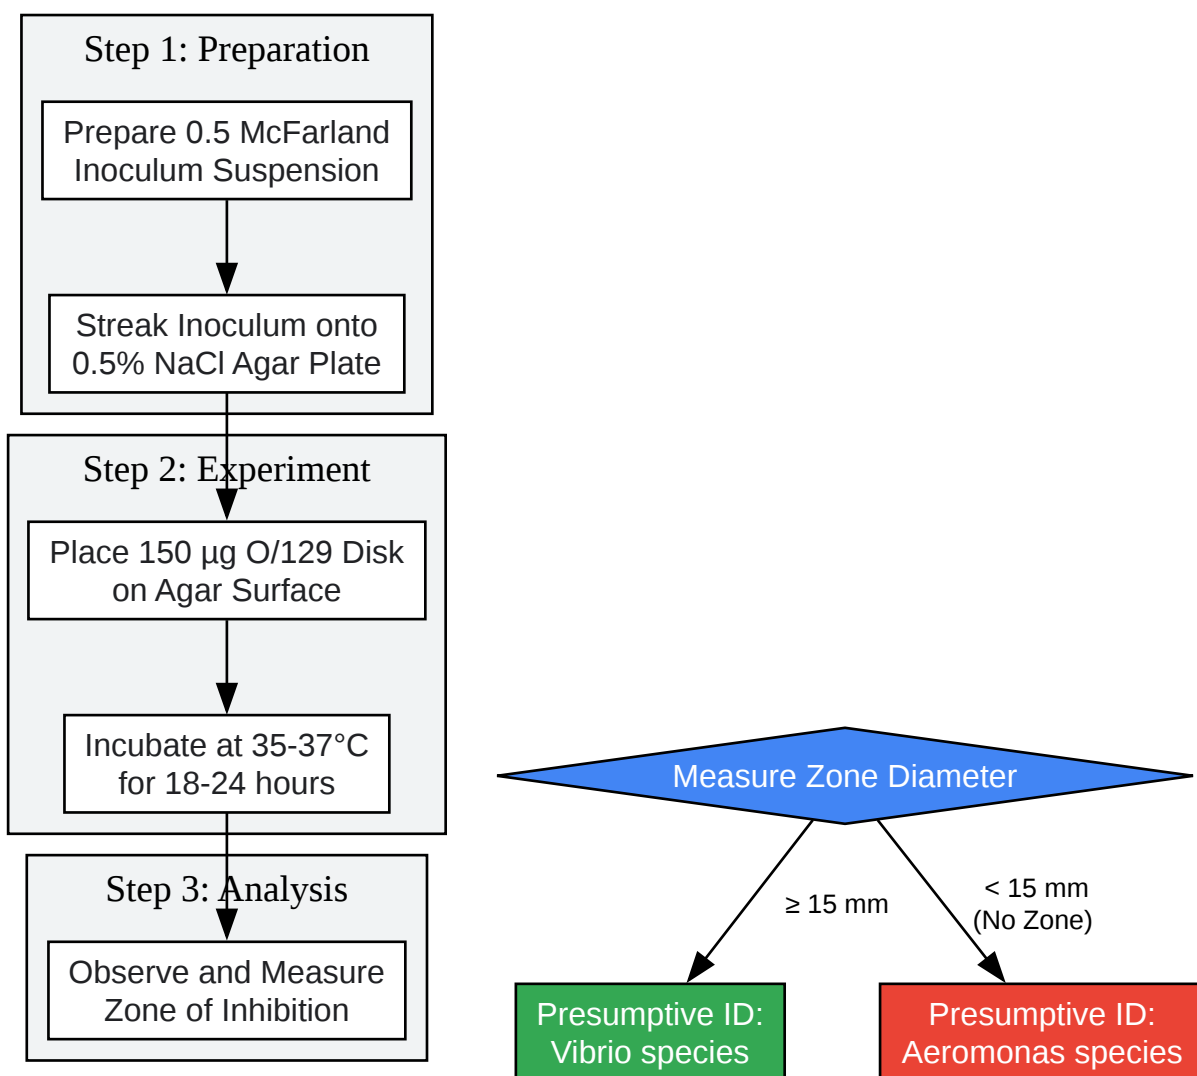 Step 1: Preparation
Prepare 0.5 McFarland
Inoculum Suspension
Streak Inoculum onto
0.5% NaCl Agar Plate
Step 2: Experiment
Place 150 µg O/129 Disk
on Agar Surface
Incubate at 35-37°C
for 18-24 hours
Step 3: Analysis
Observe and Measure
Zone of Inhibition
Measure Zone Diameter
≥ 15 mm
< 15 mm
(No Zone)
Presumptive ID:
Vibrio species
Presumptive ID:
Aeromonas species